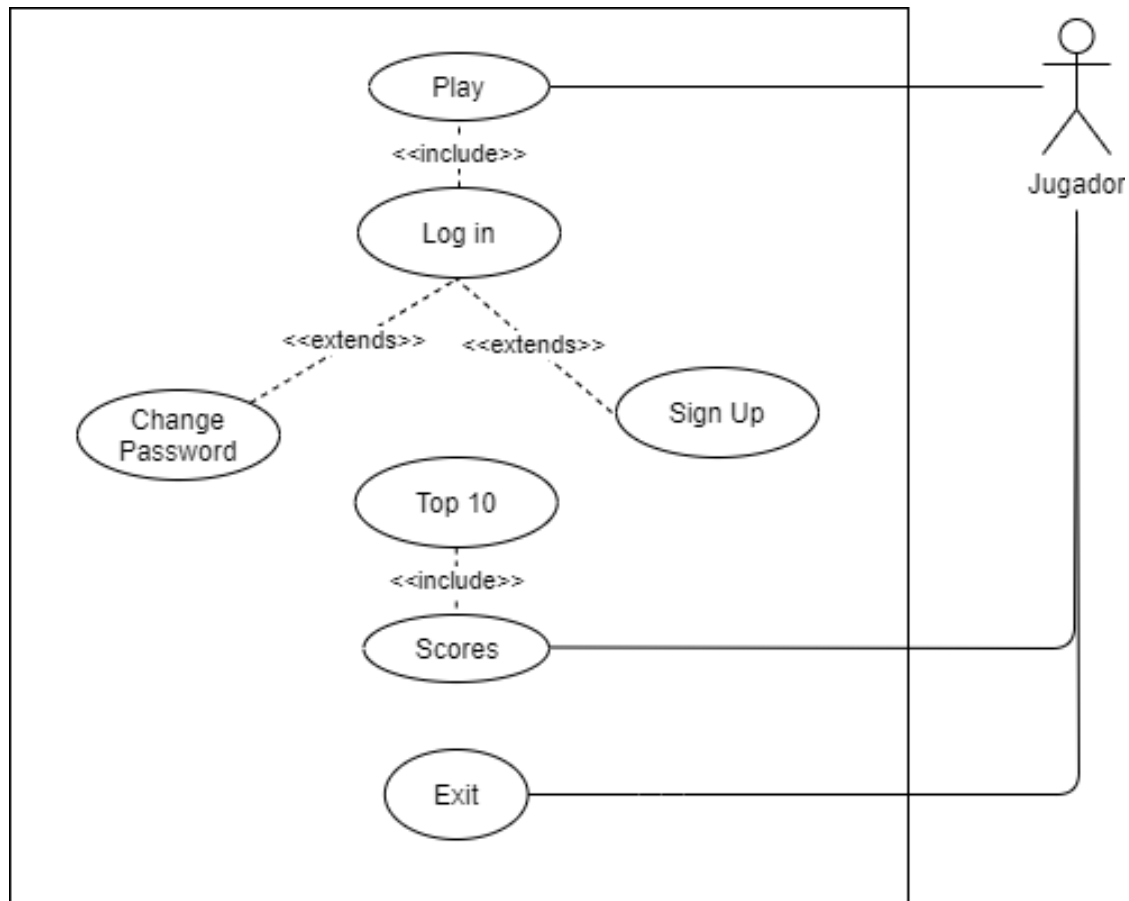 Play
<<include>>
Log in
Jugador
<<extends>>
<<extends>>
Change
Password
Sign Up
Top 10
<<include>>
Scores
Exit